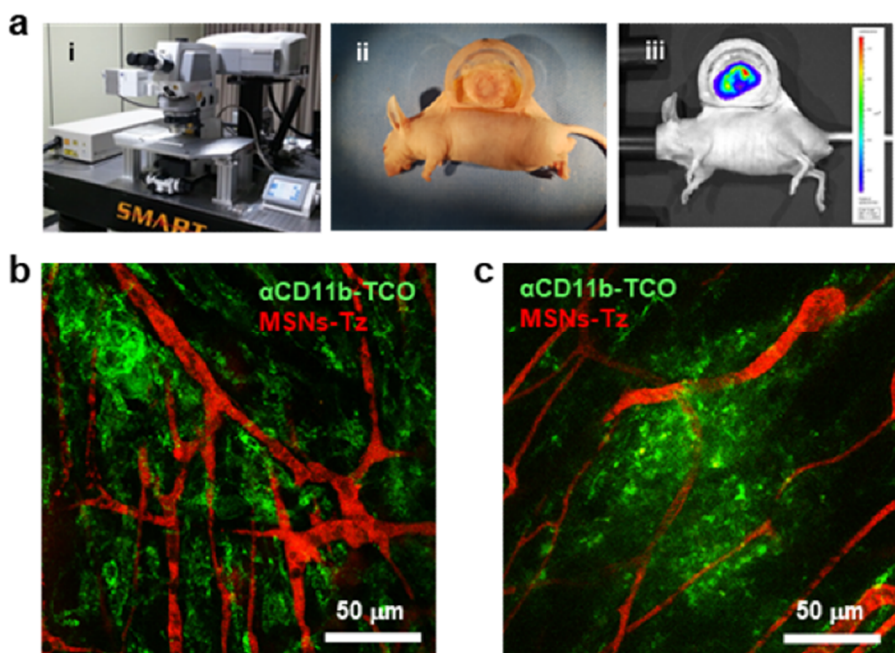 a
i
ii
iii
SMART
b
αCD11b-TCO
MSNs-Tz
50 μm
c
αCD11b-TCO
MSNs-Tz
50 μm